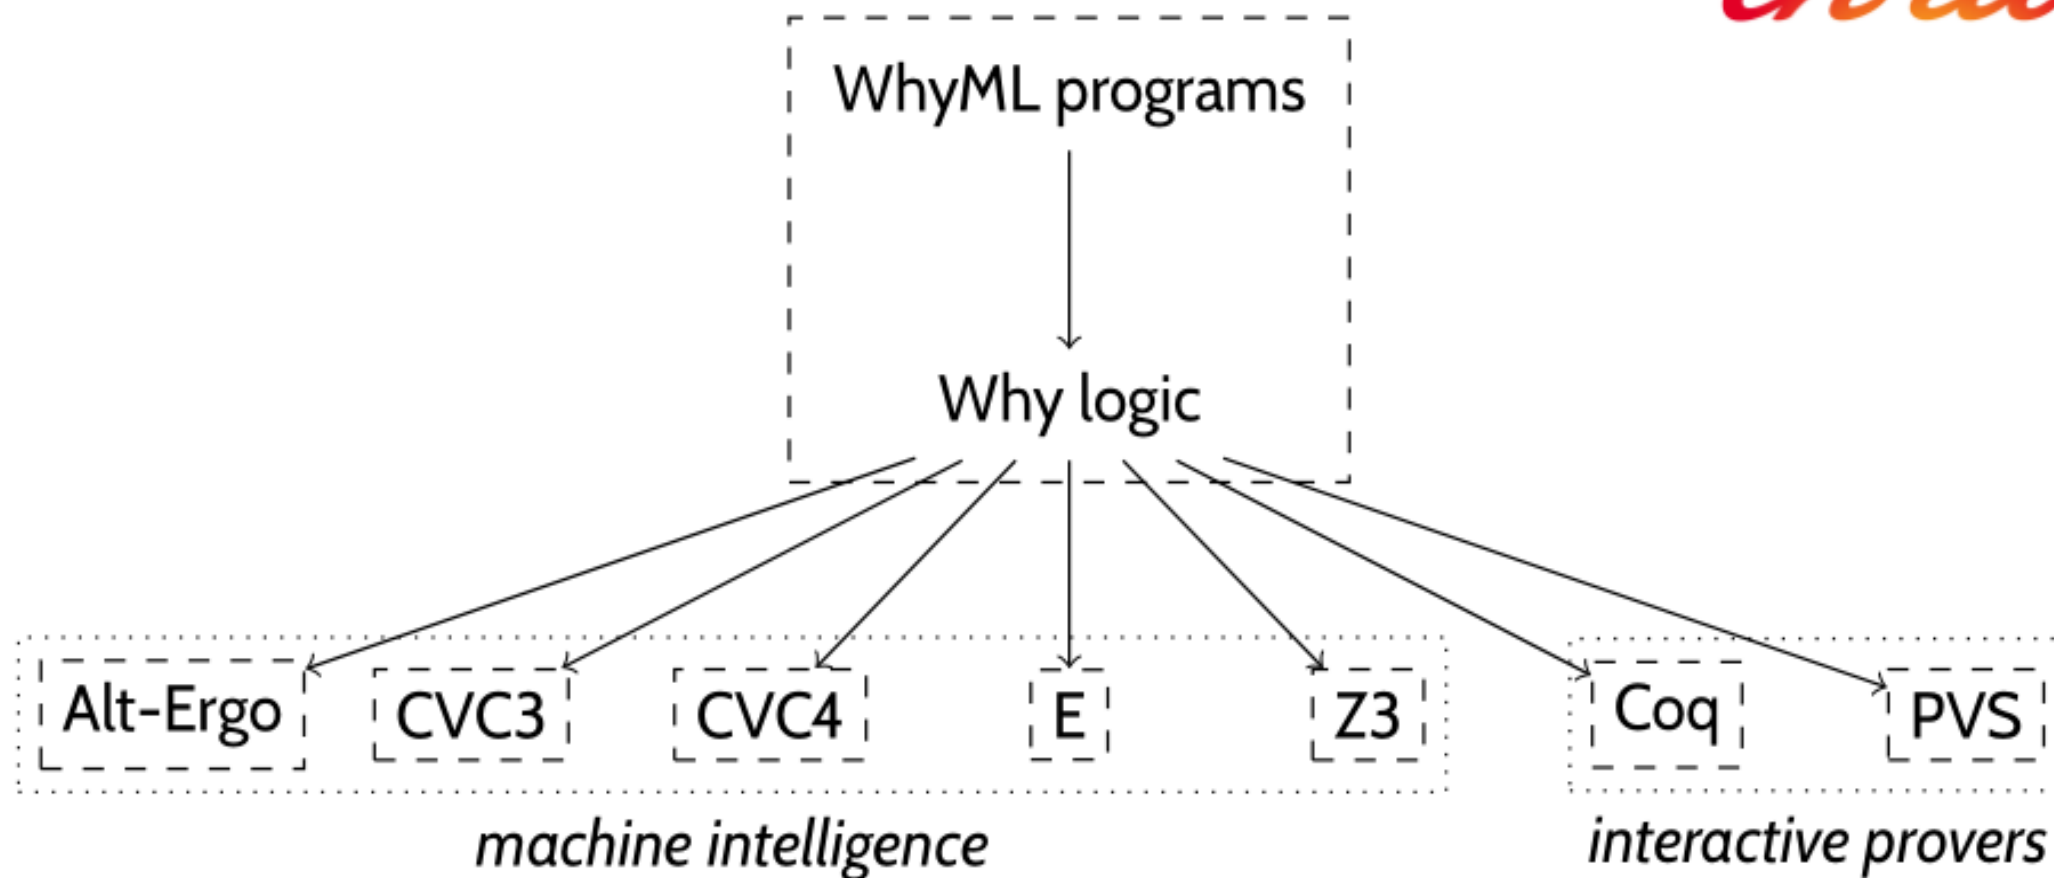 WhyML programs
Why logic
Alt-Ergo CVC3 CVC4 E Z3 Coq PVS
machine intelligence interactive provers